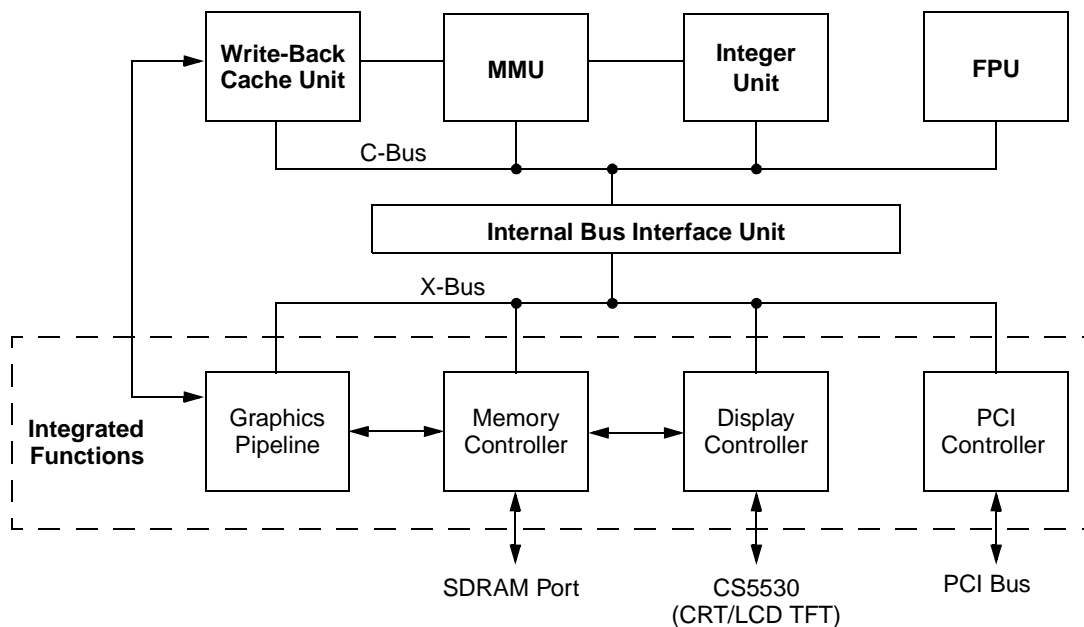 Write-Back
Cache Unit
MMU
Integer
Unit
FPU
C-Bus
Internal Bus Interface Unit
X-Bus
Integrated
Functions
Graphics
Pipeline
Memory
Controller
Display
Controller
PCI
Controller
SDRAM Port
CS5530
(CRT/LCD TFT)
PCI Bus